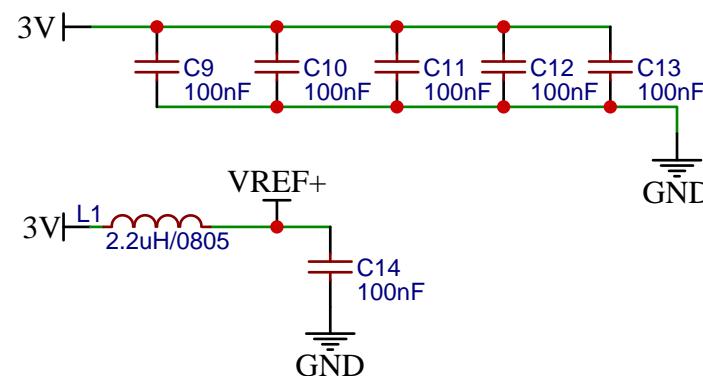 3V
C9 C10 C11 C12 C13
100nF 100nF 100nF 100nF 100nF
GND
VREF+
3V L1
2.2uH/0805
C14
100nF
GND